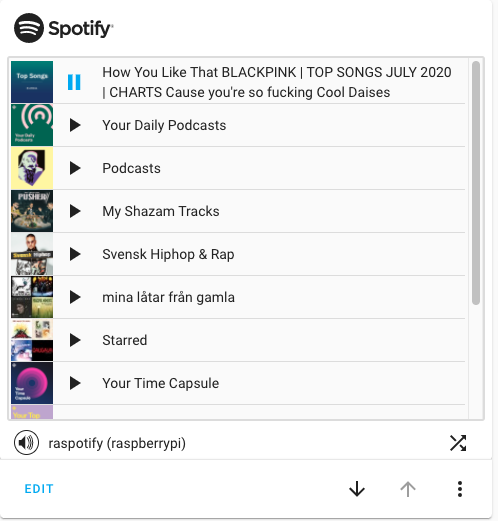 Spotify
Top Songs
How You Like That BLACKPINK | TOP SONGS JULY 2020
| CHARTS Cause you're so fucking Cool Daises
Your Daily
Podcasts
Your Daily Podcasts
Podcasts
PUSHER
My Shazam Tracks
Svensk Hiphop
Svensk Hiphop & Rap
mina låtar från gamla
Starred
Your
Time
Capsule
Your Time Capsule
Your Top
raspotify (raspberrypi)
EDIT